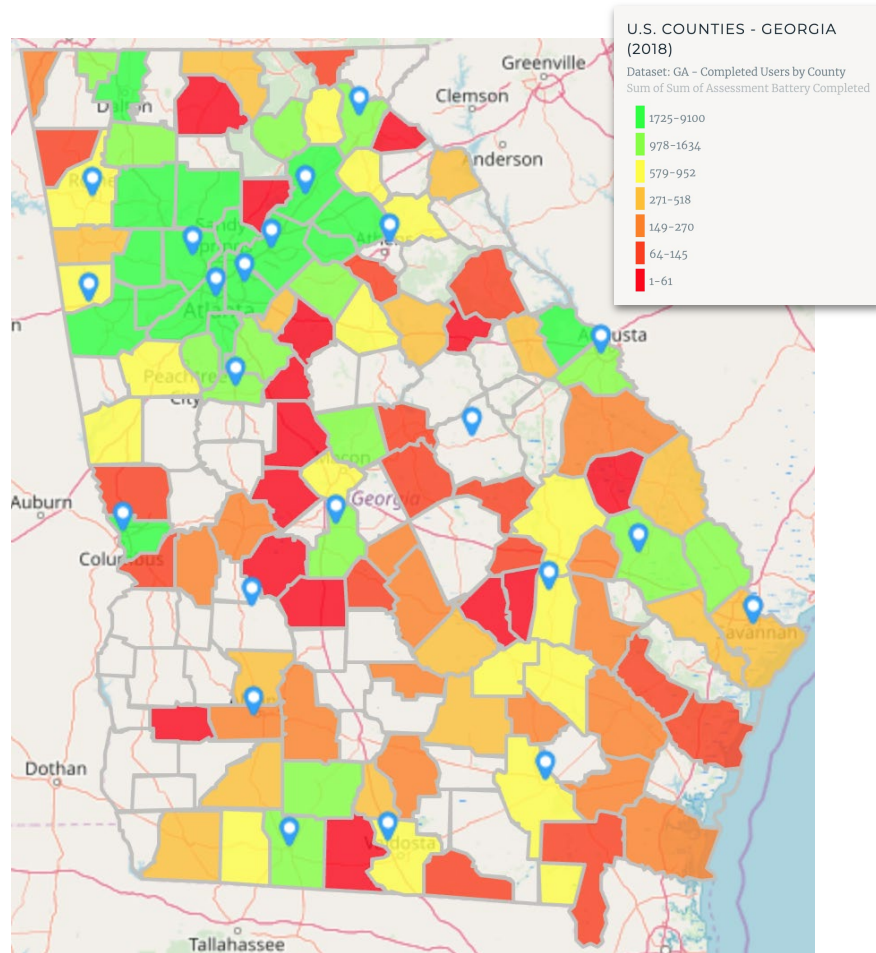 U.S. COUNTIES - GEORGIA
(2018)
Dataset: GA - Completed Users by County
Sum of Sum of Assessment Battery Completed
1725-9100
978-1634
579-952
271-518
149-270
64-145
1-61
Greenville
Clemson
Anderson
Dalton
Rome
Sandy
Springs
Athens
Atlanta
Augusta
Peachtree
City
Macon
Georgia
Auburn
Columbus
avannan
Dothan
Valdosta
Tallahassee